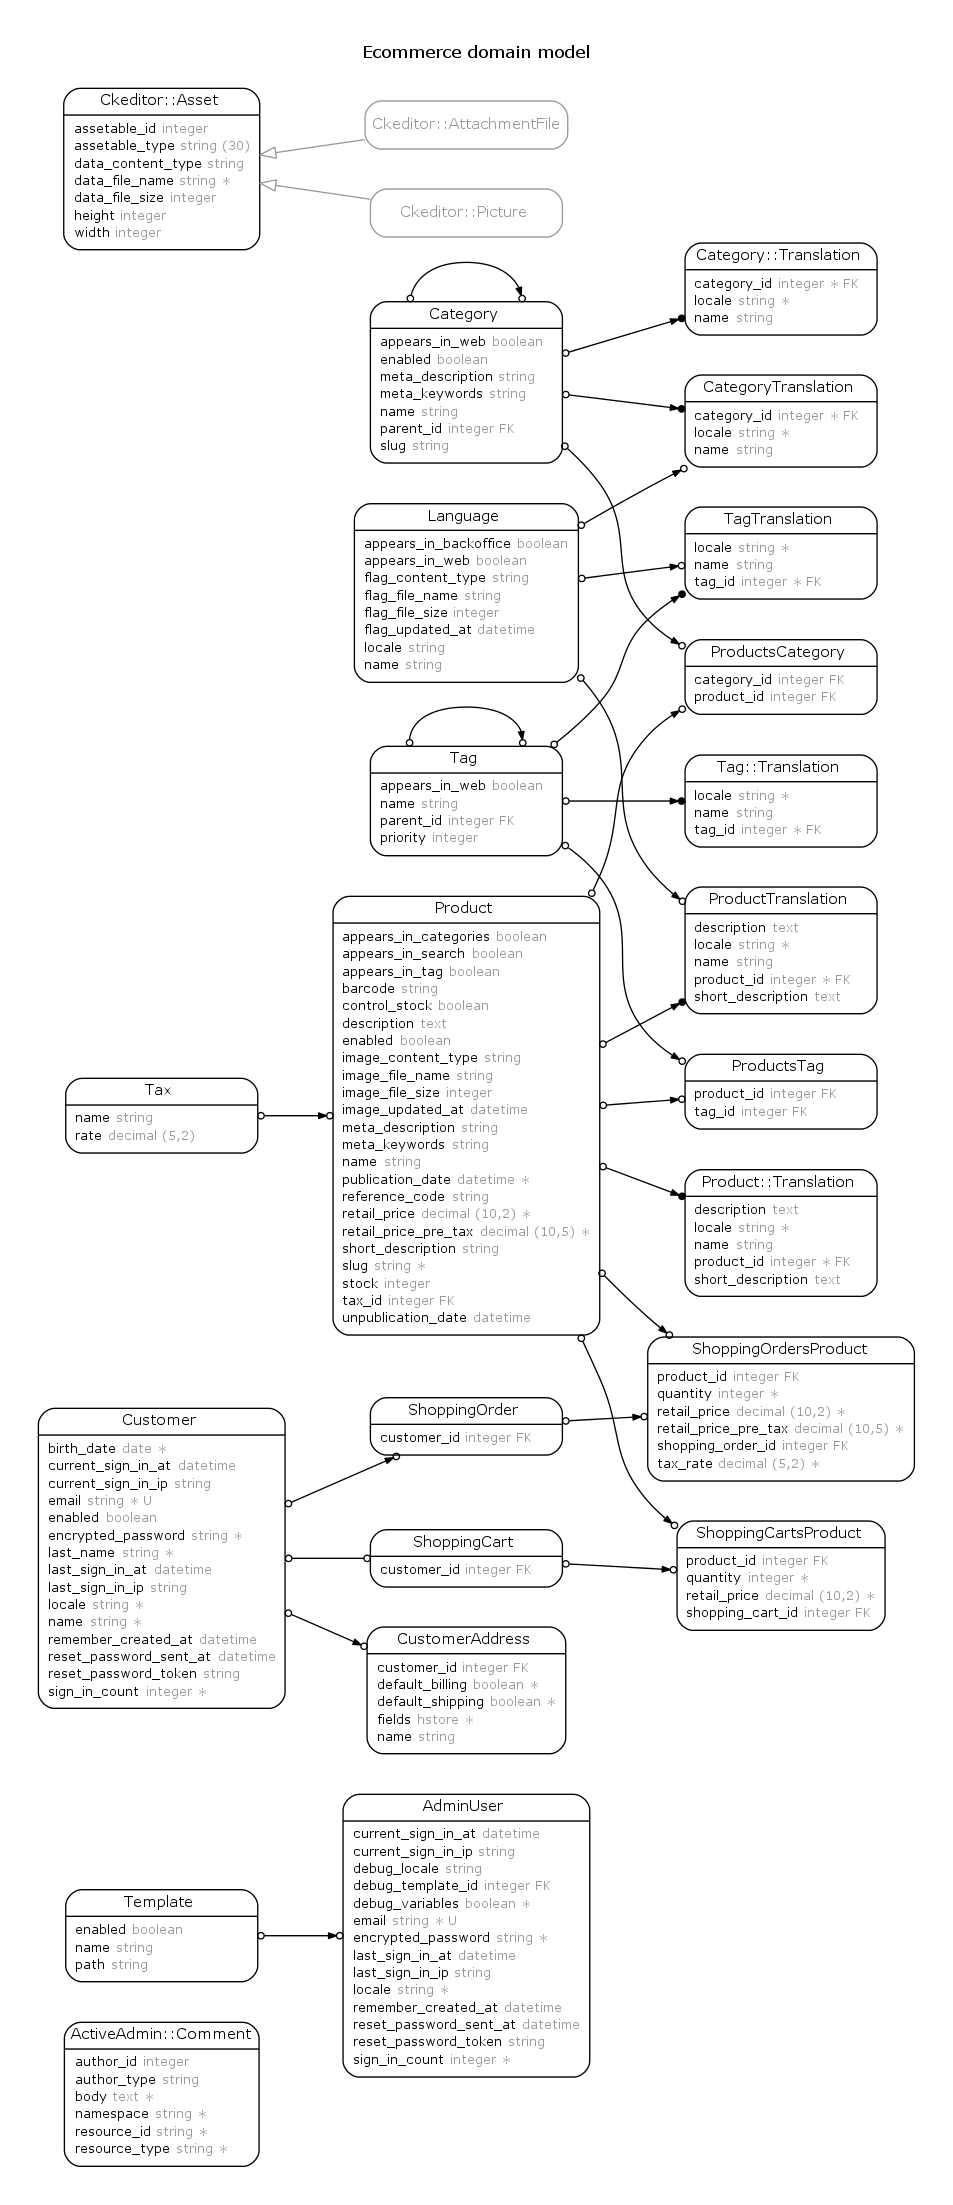 Ecommerce domain model
Ckeditor::Asset
assetable_id integer
assetable_type string (30)
data_content_type string
data_file_name string *
data_file_size integer
height integer
width integer
Ckeditor::AttachmentFile
Ckeditor::Picture
Category
appears_in_web boolean
enabled boolean
meta_description string
meta_keywords string
name string
parent_id integer FK
slug string
Category::Translation
category_id integer * FK
locale string *
name string
CategoryTranslation
category_id integer * FK
locale string *
name string
Language
appears_in_backoffice boolean
appears_in_web boolean
flag_content_type string
flag_file_name string
flag_file_size integer
flag_updated_at datetime
locale string
name string
TagTranslation
locale string *
name string
tag_id integer * FK
ProductsCategory
category_id integer FK
product_id integer FK
Tag
appears_in_web boolean
name string
parent_id integer FK
priority integer
Tag::Translation
locale string *
name string
tag_id integer * FK
Product
appears_in_categories boolean
appears_in_search boolean
appears_in_tag boolean
barcode string
control_stock boolean
description text
enabled boolean
image_content_type string
image_file_name string
image_file_size integer
image_updated_at datetime
meta_description string
meta_keywords string
name string
publication_date datetime *
reference_code string
retail_price decimal (10,2) *
retail_price_pre_tax decimal (10,5) *
short_description string
slug string *
stock integer
tax_id integer FK
unpublication_date datetime
ProductTranslation
description text
locale string *
name string
product_id integer * FK
short_description text
Tax
name string
rate decimal (5,2)
ProductsTag
product_id integer FK
tag_id integer FK
Product::Translation
description text
locale string *
name string
product_id integer * FK
short_description text
ShoppingOrdersProduct
product_id integer FK
quantity integer *
retail_price decimal (10,2) *
retail_price_pre_tax decimal (10,5) *
shopping_order_id integer FK
tax_rate decimal (5,2) *
Customer
birth_date date *
current_sign_in_at datetime
current_sign_in_ip string
email string * U
enabled boolean
encrypted_password string *
last_name string *
last_sign_in_at datetime
last_sign_in_ip string
locale string *
name string *
remember_created_at datetime
reset_password_sent_at datetime
reset_password_token string
sign_in_count integer *
ShoppingOrder
customer_id integer FK
ShoppingCart
customer_id integer FK
ShoppingCartsProduct
product_id integer FK
quantity integer *
retail_price decimal (10,2) *
shopping_cart_id integer FK
CustomerAddress
customer_id integer FK
default_billing boolean *
default_shipping boolean *
fields hstore *
name string
AdminUser
current_sign_in_at datetime
current_sign_in_ip string
debug_locale string
debug_template_id integer FK
debug_variables boolean *
email string * U
encrypted_password string *
last_sign_in_at datetime
last_sign_in_ip string
locale string *
remember_created_at datetime
reset_password_sent_at datetime
reset_password_token string
sign_in_count integer *
Template
enabled boolean
name string
path string
ActiveAdmin::Comment
author_id integer
author_type string
body text *
namespace string *
resource_id string *
resource_type string *